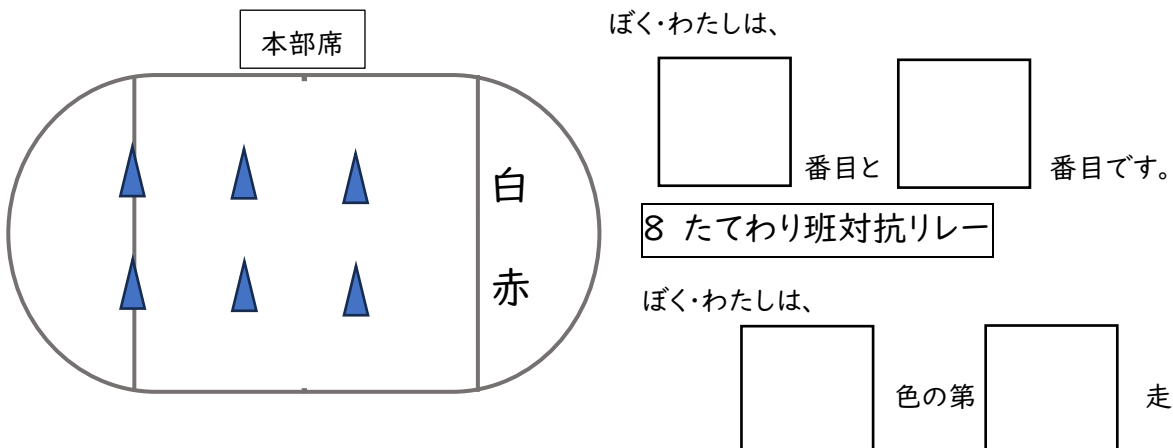 本部席
白
赤
ぼく・わたしは、
番目と 番目です。
8 たてわり班対抗リレー
ぼく・わたしは、
色の第 走